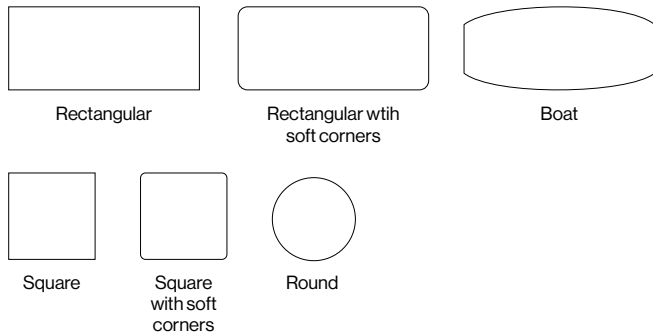 Rectangular
Rectangular wtih
soft corners
Boat
Square
Square
with soft
corners
Round